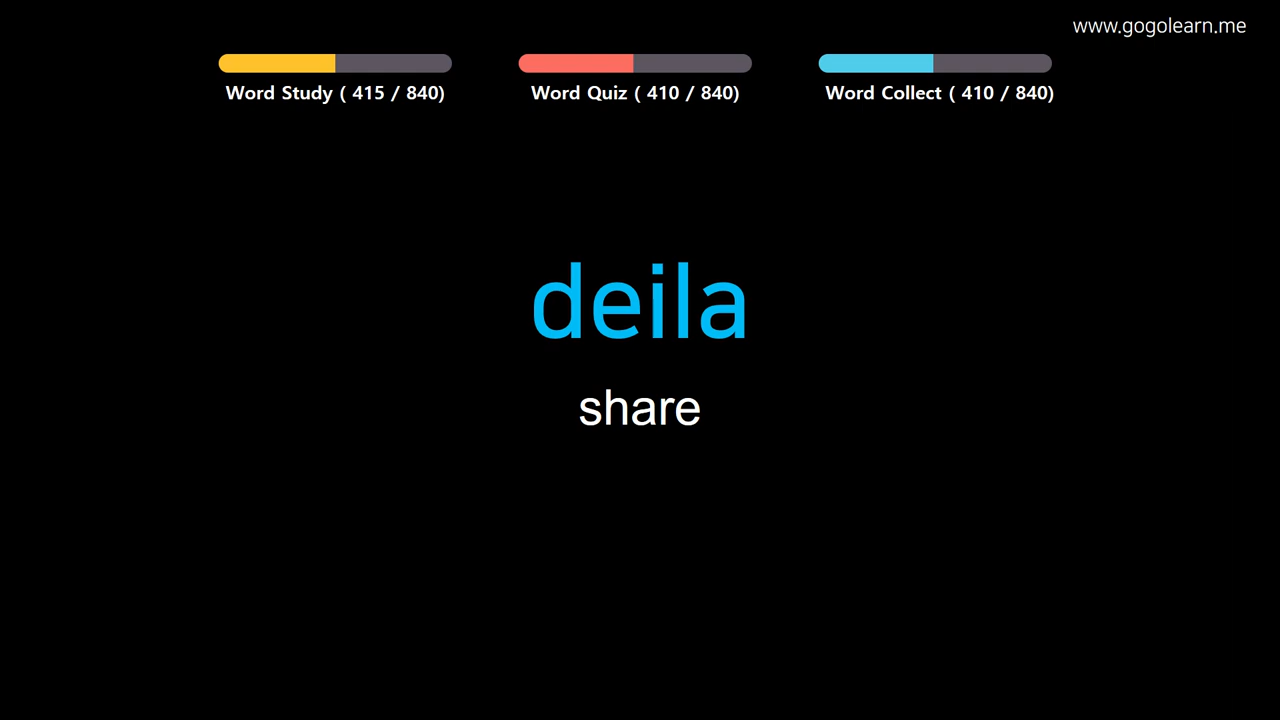 www.gogolearn.me
Word Study ( 415 / 840)
Word Quiz ( 410 / 840)
Word Collect ( 410 / 840)
deila
share